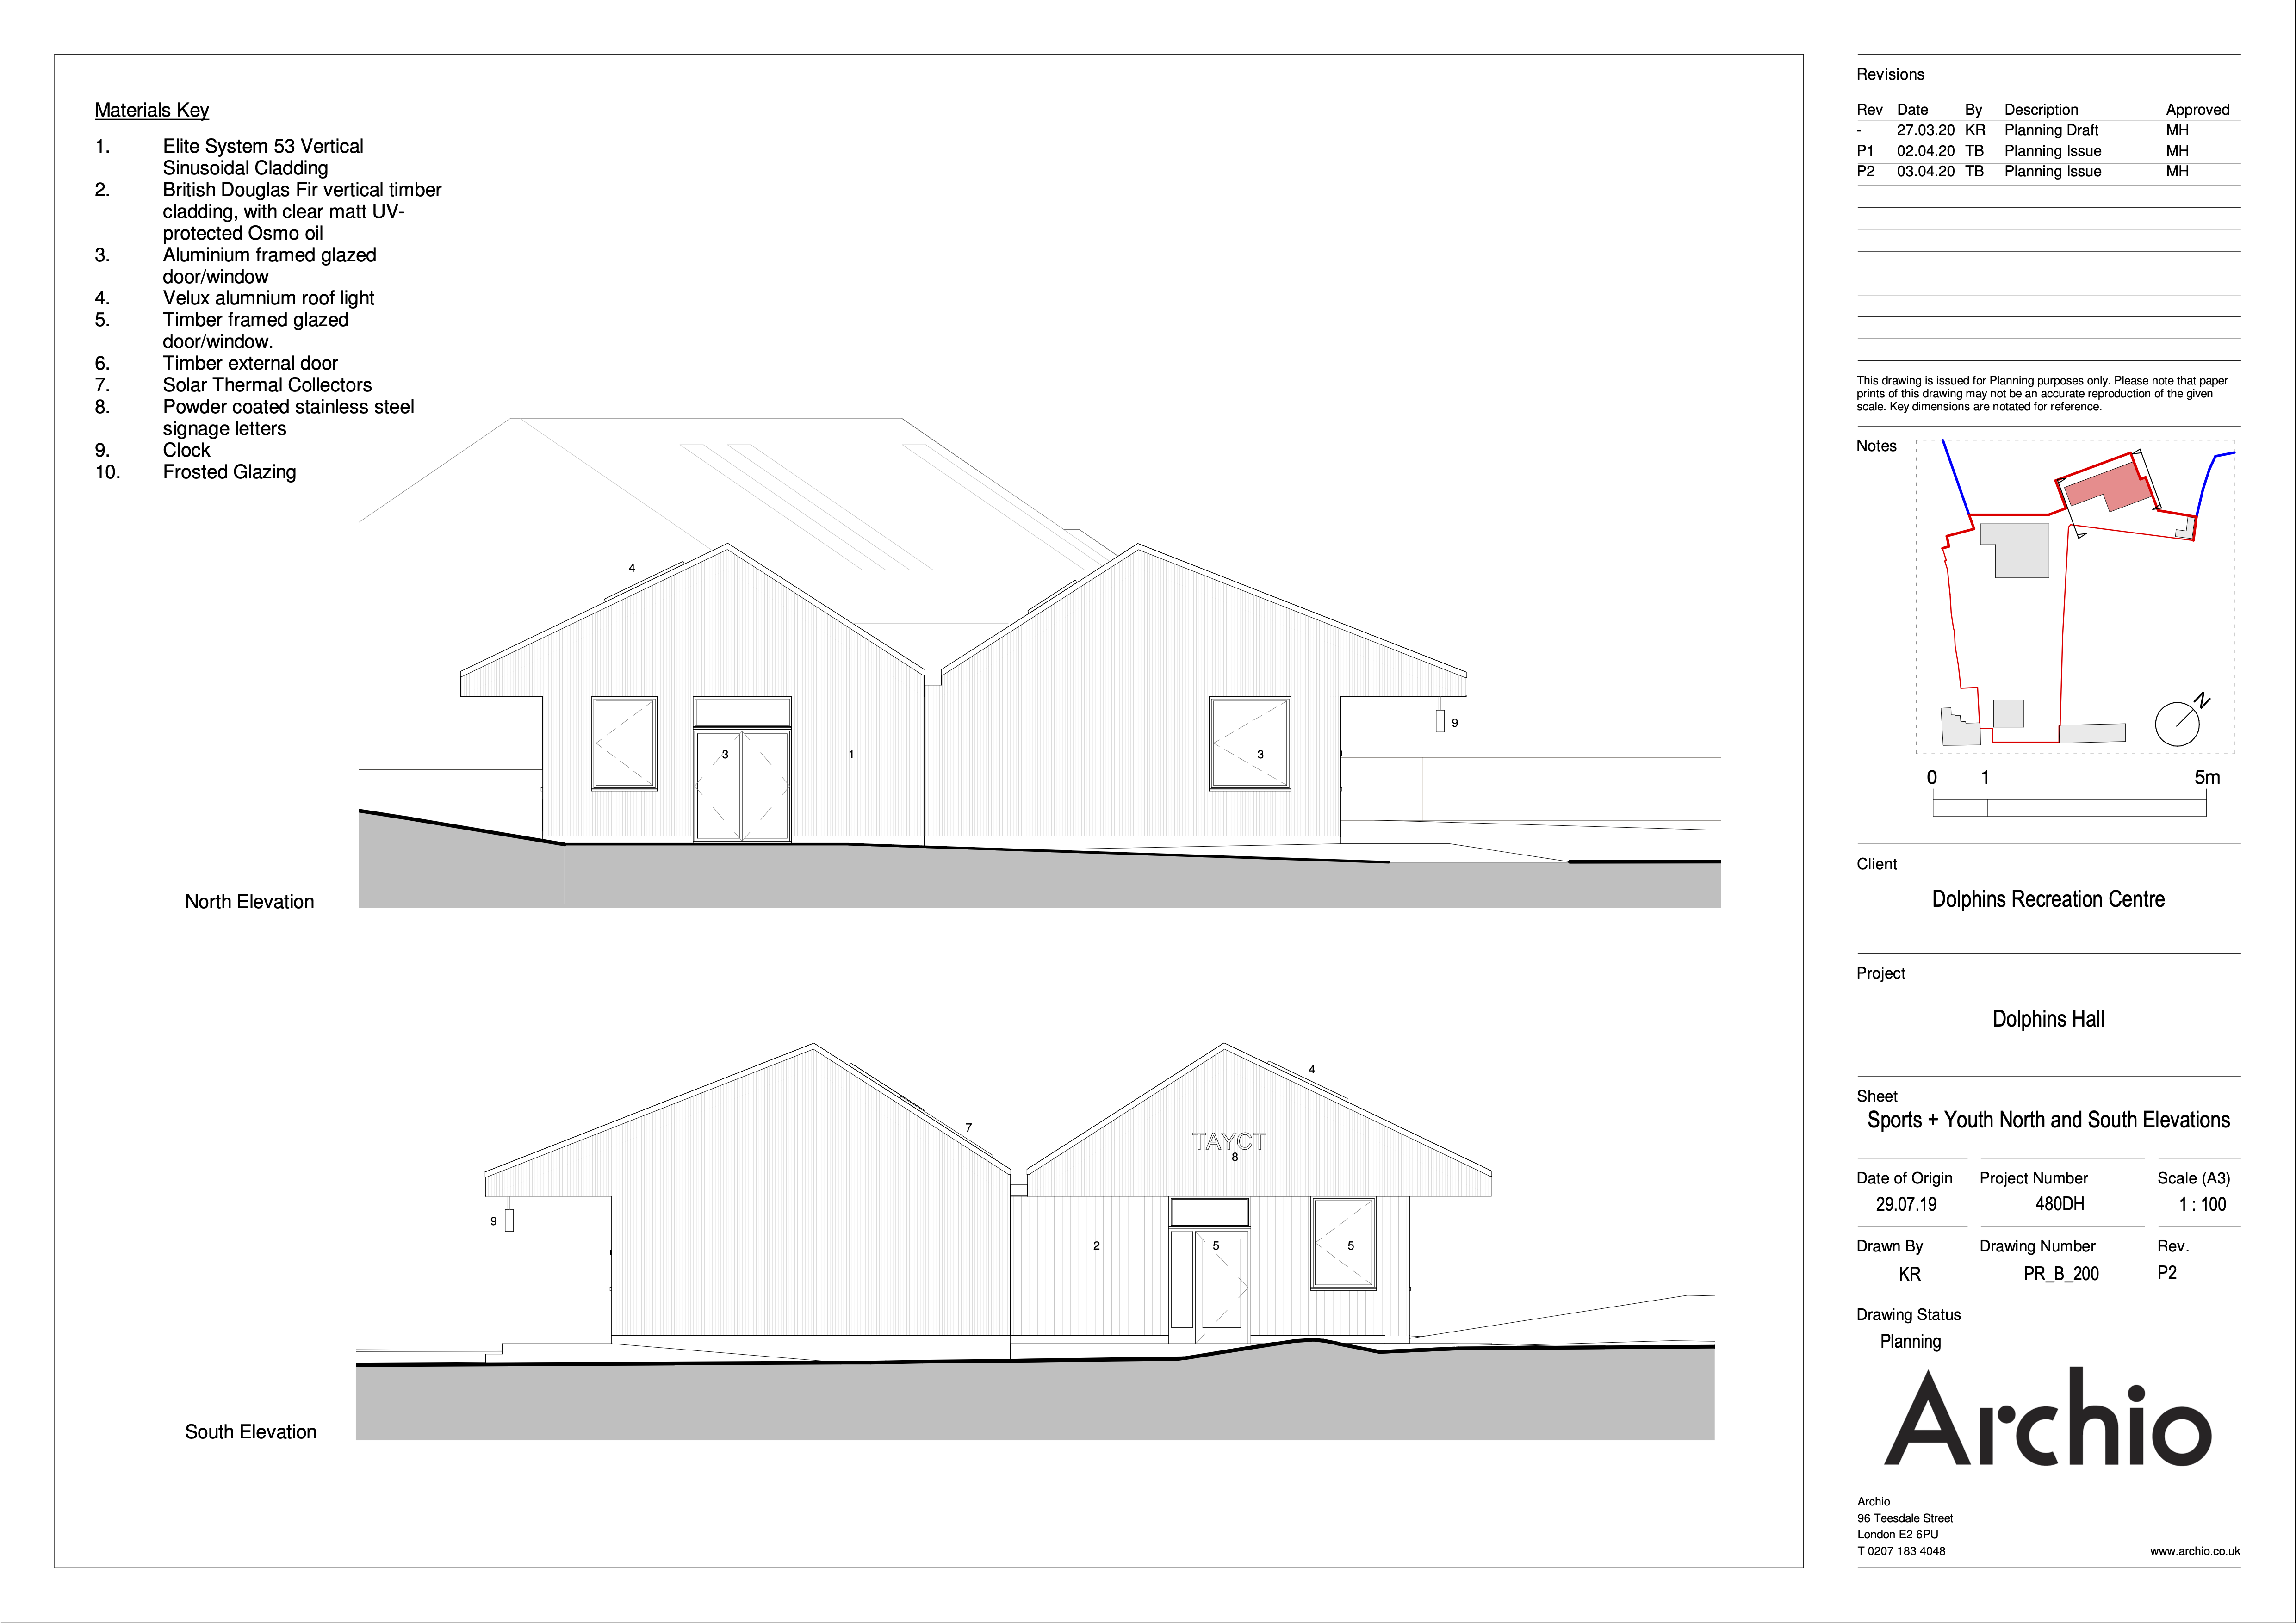 Materials Key
1. Elite System 53 Vertical
Sinusoidal Cladding
2. British Douglas Fir vertical timber
cladding, with clear matt UV-
protected Osmo oil
3. Aluminium framed glazed
door/window
4. Velux alumnium roof light
5. Timber framed glazed
door/window.
6. Timber external door
7. Solar Thermal Collectors
8. Powder coated stainless steel
signage letters
9. Clock
10. Frosted Glazing
4
9
3
1
3
North Elevation
4
7
TAYCT
8
9
2
5
5
South Elevation
Revisions
Rev Date By Description Approved
- 27.03.20 KR Planning Draft MH
P1 02.04.20 TB Planning Issue MH
P2 03.04.20 TB Planning Issue MH
This drawing is issued for Planning purposes only. Please note that paper
prints of this drawing may not be an accurate reproduction of the given
scale. Key dimensions are notated for reference.
Notes
N
0 1 5m
Client
Dolphins Recreation Centre
Project
Dolphins Hall
Sheet
Sports + Youth North and South Elevations
Date of Origin Project Number Scale (A3)
29.07.19 480DH 1 : 100
Drawn By Drawing Number Rev.
KR PR_B_200 P2
Drawing Status
Planning
Archio
Archio
96 Teesdale Street
London E2 6PU
T 0207 183 4048 www.archio.co.uk